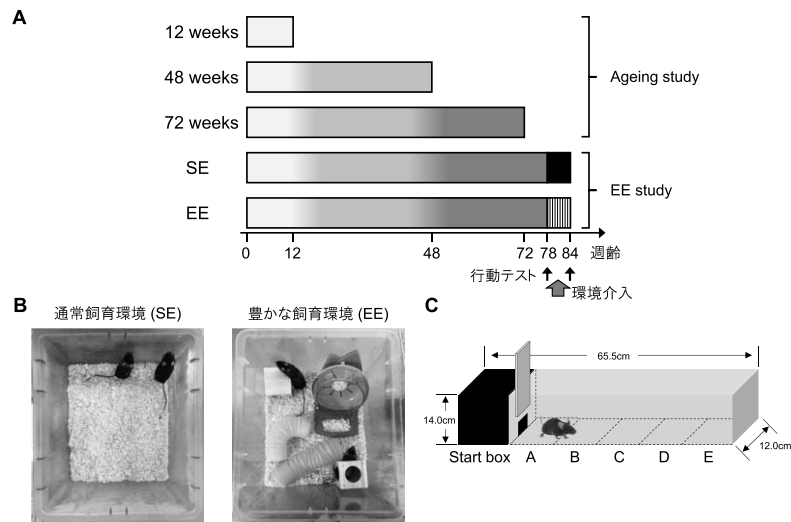 A
12 weeks
48 weeks
72 weeks
SE
EE
Ageing study
EE study
0 12 48 72 78 84 週齢
行動テスト
環境介入
B
通常飼育環境 (SE)
豊かな飼育環境 (EE)
C
65.5cm
14.0cm
12.0cm
Start box A B C D E